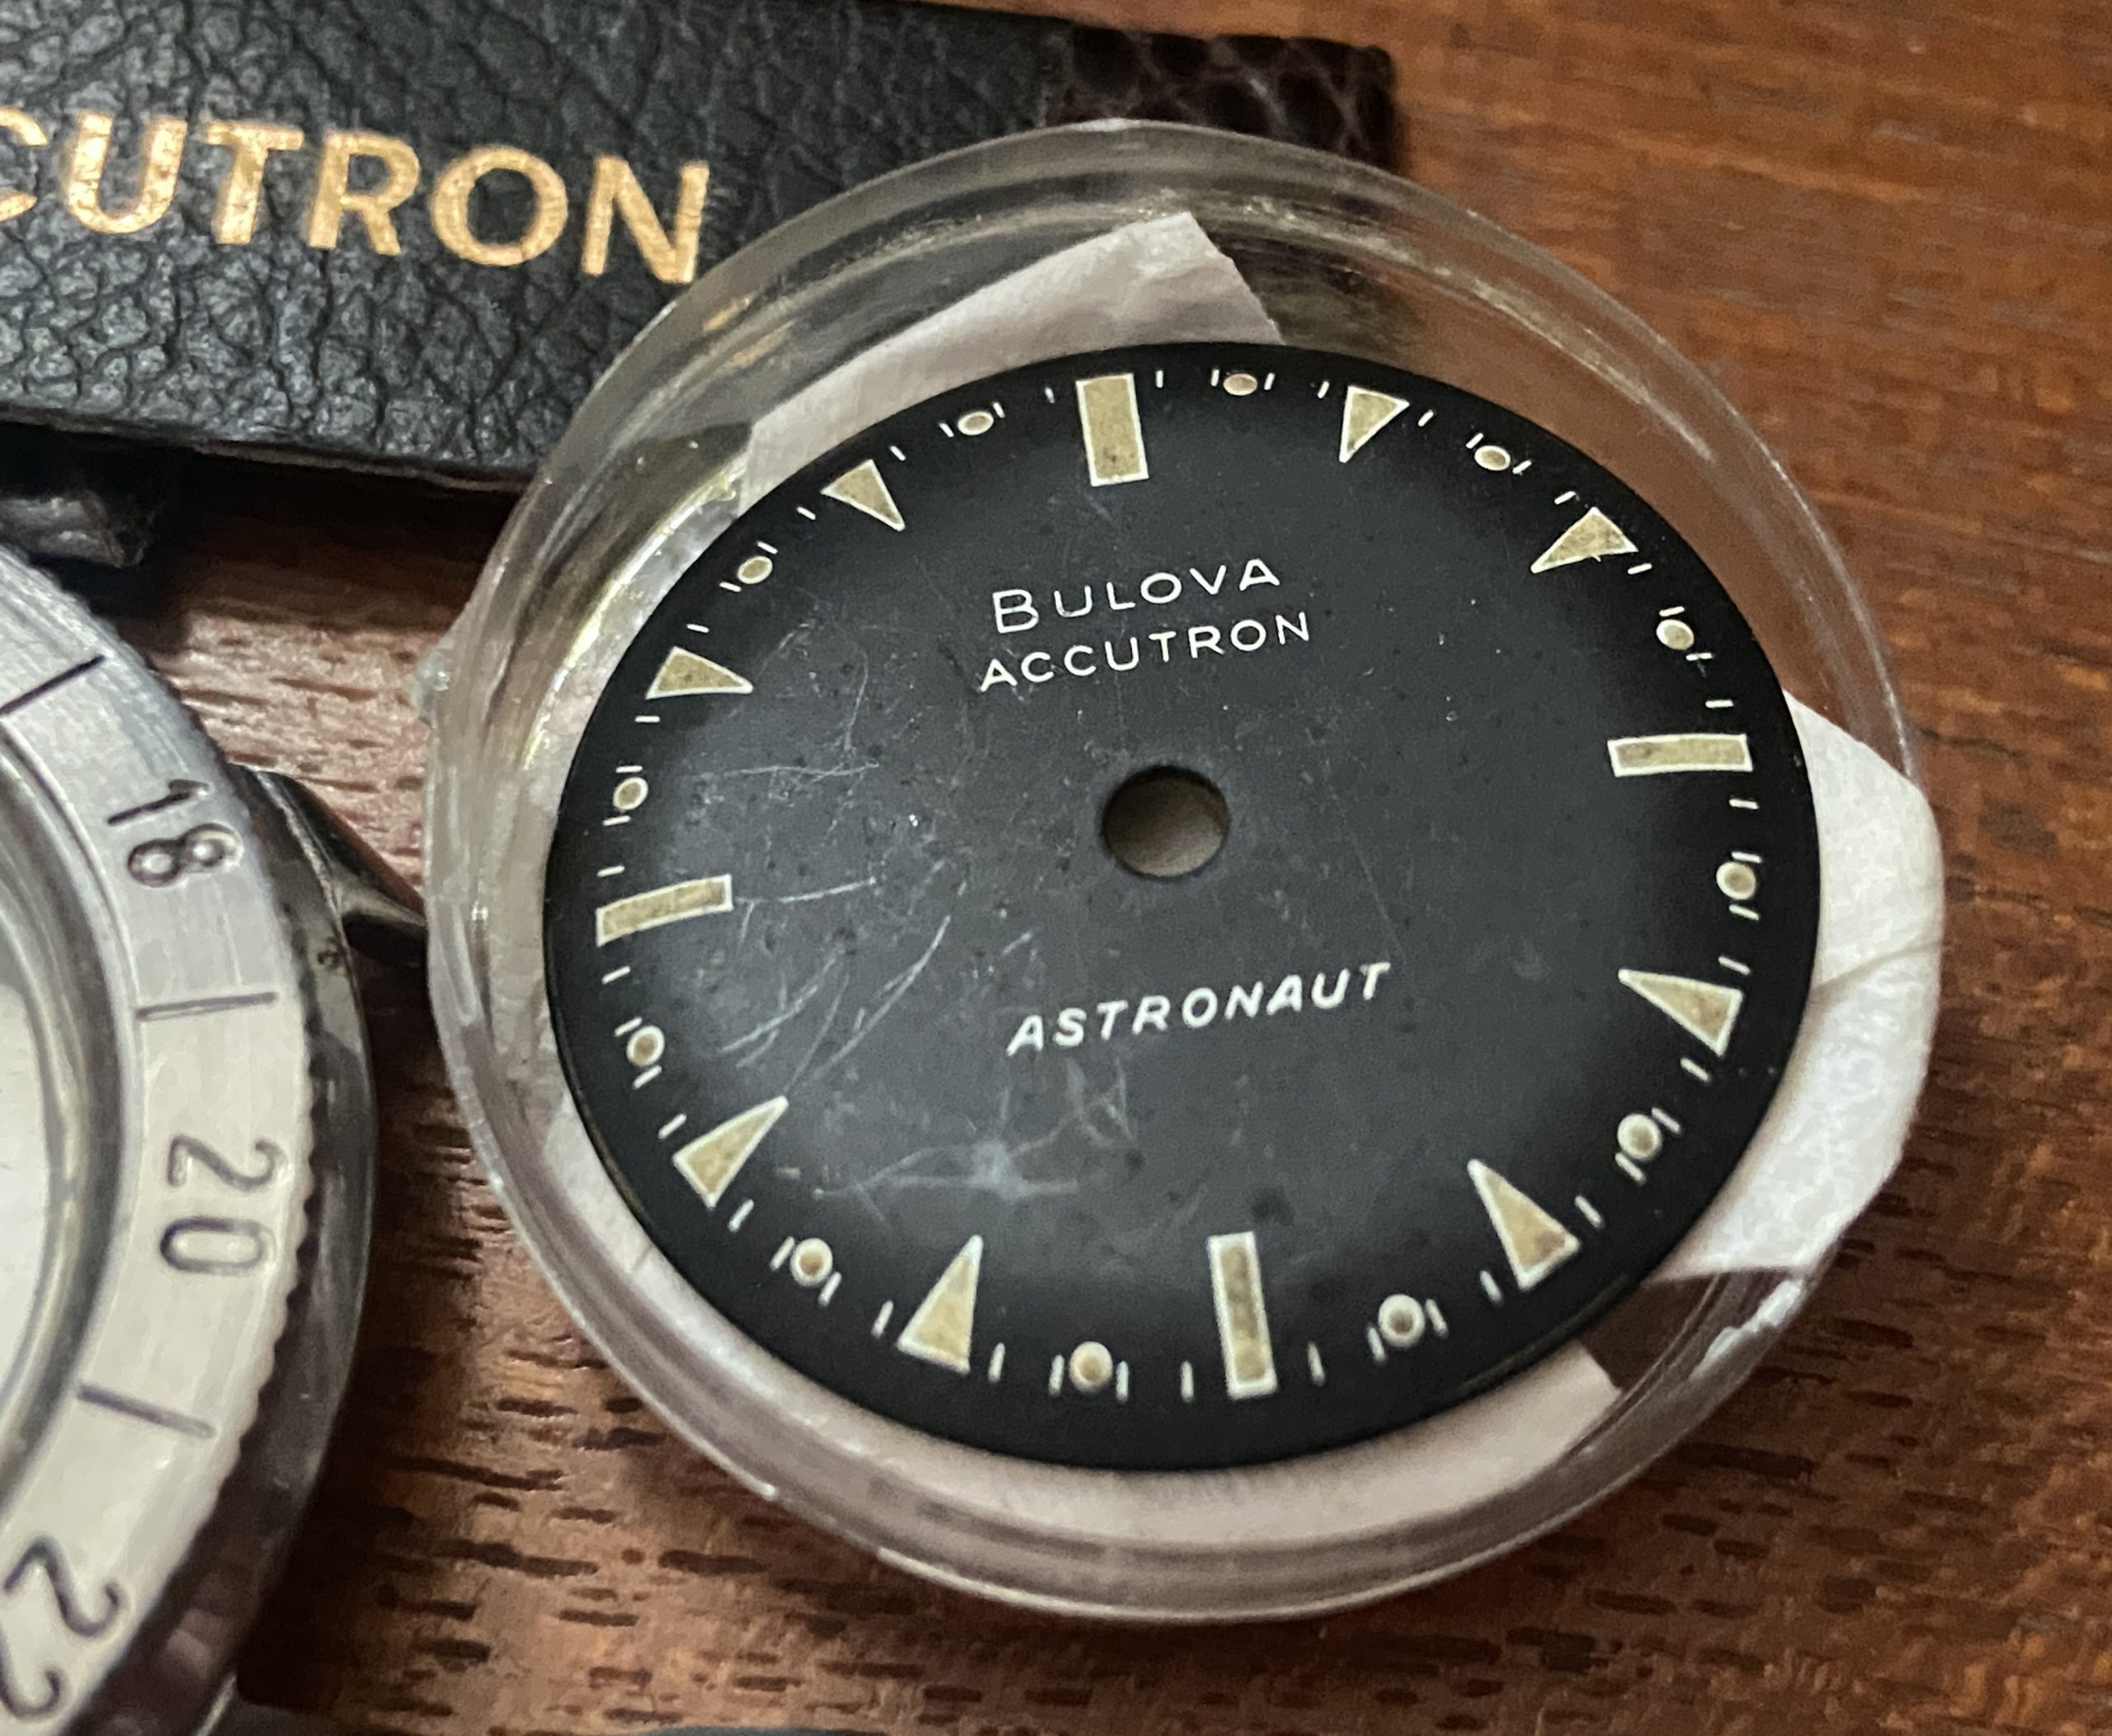 CUTRON
BULOVA
ACCUTRON
ASTRONAUT
18
20
22